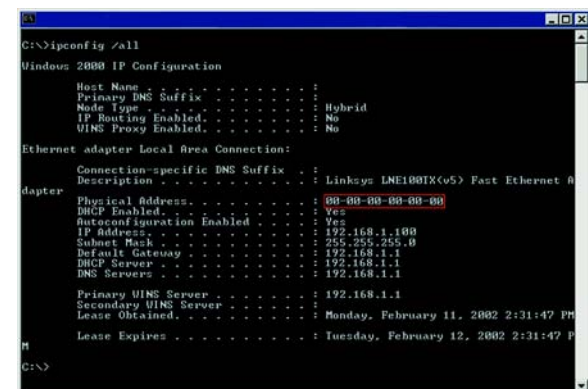 C:\>ipconfig /all
Windows 2000 IP Configuration
Host Name . . . . . . . . . . . . :
Primary DNS Suffix . . . . . . . :
Node Type . . . . . . . . . . . . : Hybrid
IP Routing Enabled. . . . . . . . : No
WINS Proxy Enabled. . . . . . . . : No
Ethernet adapter Local Area Connection:
Connection-specific DNS Suffix . :
Description . . . . . . . . . . . : Linksys LNE100TX(v5) Fast Ethernet A
dapter
Physical Address. . . . . . . . . : 00-00-00-00-00-00
DHCP Enabled. . . . . . . . . . . : Yes
Autoconfiguration Enabled . . . . : Yes
IP Address. . . . . . . . . . . . : 192.168.1.100
Subnet Mask . . . . . . . . . . . : 255.255.255.0
Default Gateway . . . . . . . . . : 192.168.1.1
DHCP Server . . . . . . . . . . . : 192.168.1.1
DNS Servers . . . . . . . . . . . : 192.168.1.1
Primary WINS Server . . . . . . . : 192.168.1.1
Secondary WINS Server . . . . . . :
Lease Obtained. . . . . . . . . . : Monday, February 11, 2002 2:31:47 PM
Lease Expires . . . . . . . . . . : Tuesday, February 12, 2002 2:31:47 P
M
C:\>